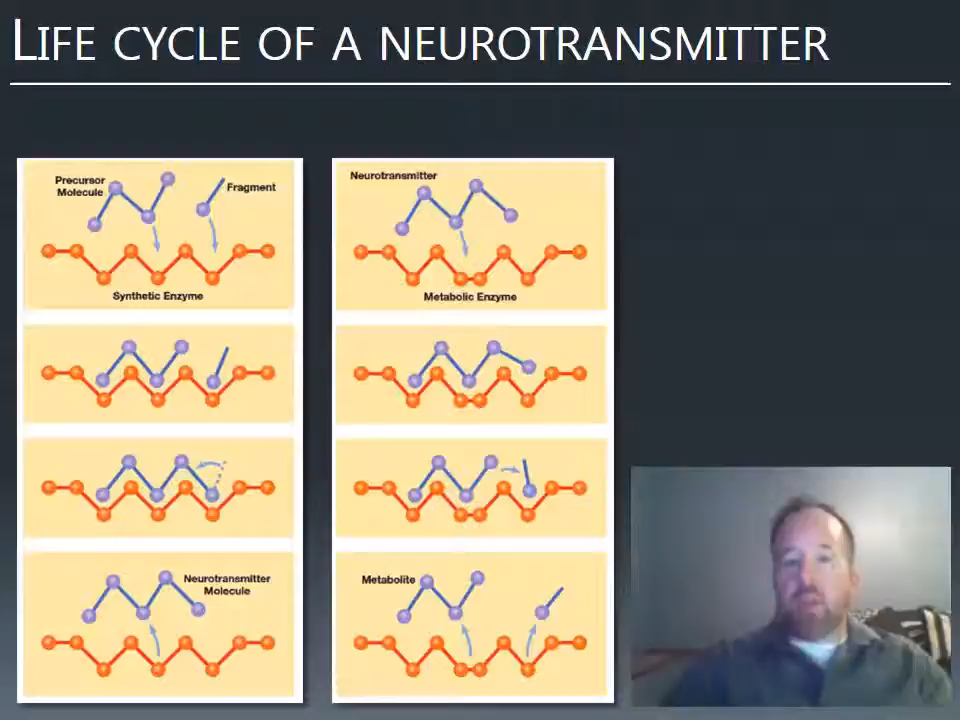 LIFE CYCLE OF A NEUROTRANSMITTER
Precursor
Molecule
Fragment
Synthetic Enzyme
Neurotransmitter
Molecule
Neurotransmitter
Metabolic Enzyme
Metabolite